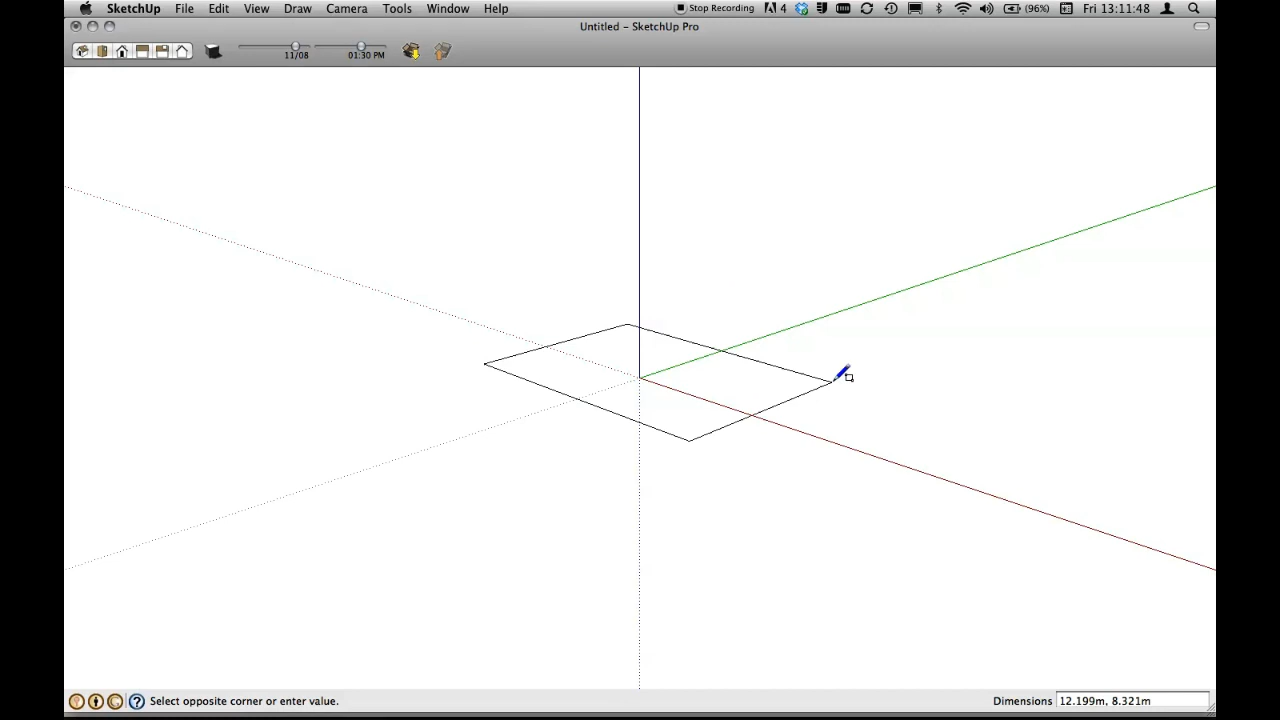 SketchUp File Edit View Draw Camera Tools Window Help Stop Recording 4 (96%) Fri 13:11:48
Untitled – SketchUp Pro
11/08 01:30 PM
Select opposite corner or enter value. Dimensions 12.199m, 8.321m